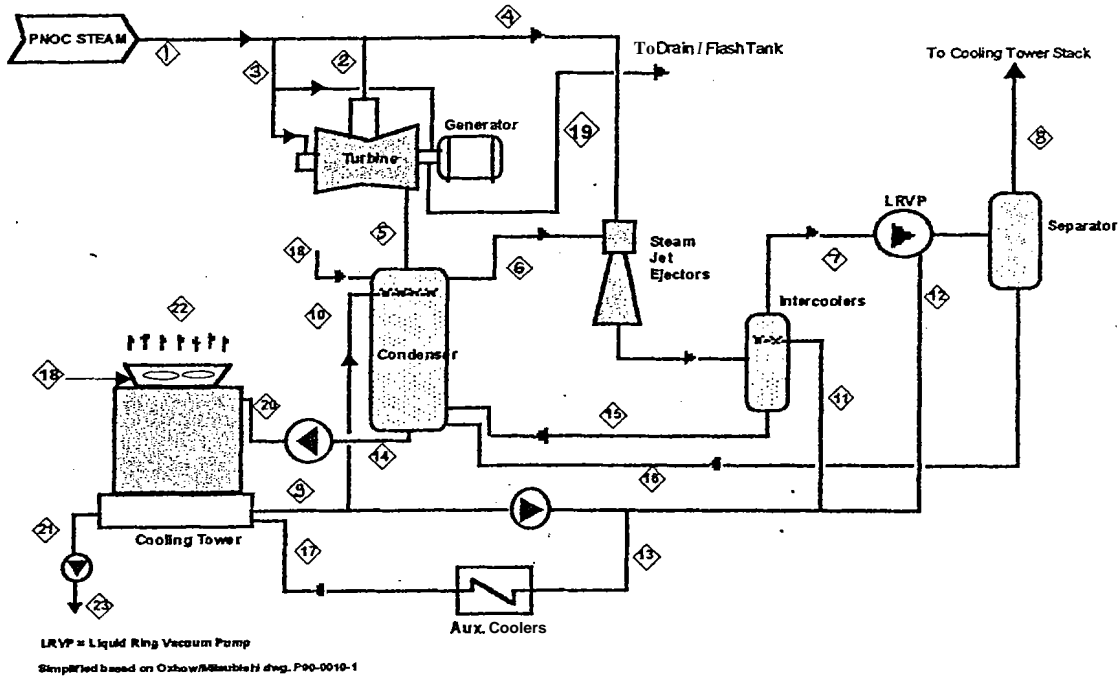 PNOC STEAM
1
3
2
4
To Drain / Flash Tank
To Cooling Tower Stack
Generator
Turbine
19
8
LRVP
Separator
5
18
6
Steam
Jet
Ejectors
7
12
Intercoolers
22
10
Condenser
18
20
15
11
14
16
9
21
Cooling Tower
17
13
23
Aux. Coolers
LRVP = Liquid Ring Vacuum Pump
Simplified based on Oxbow/Mitsubishi dwg. P90-0010-1